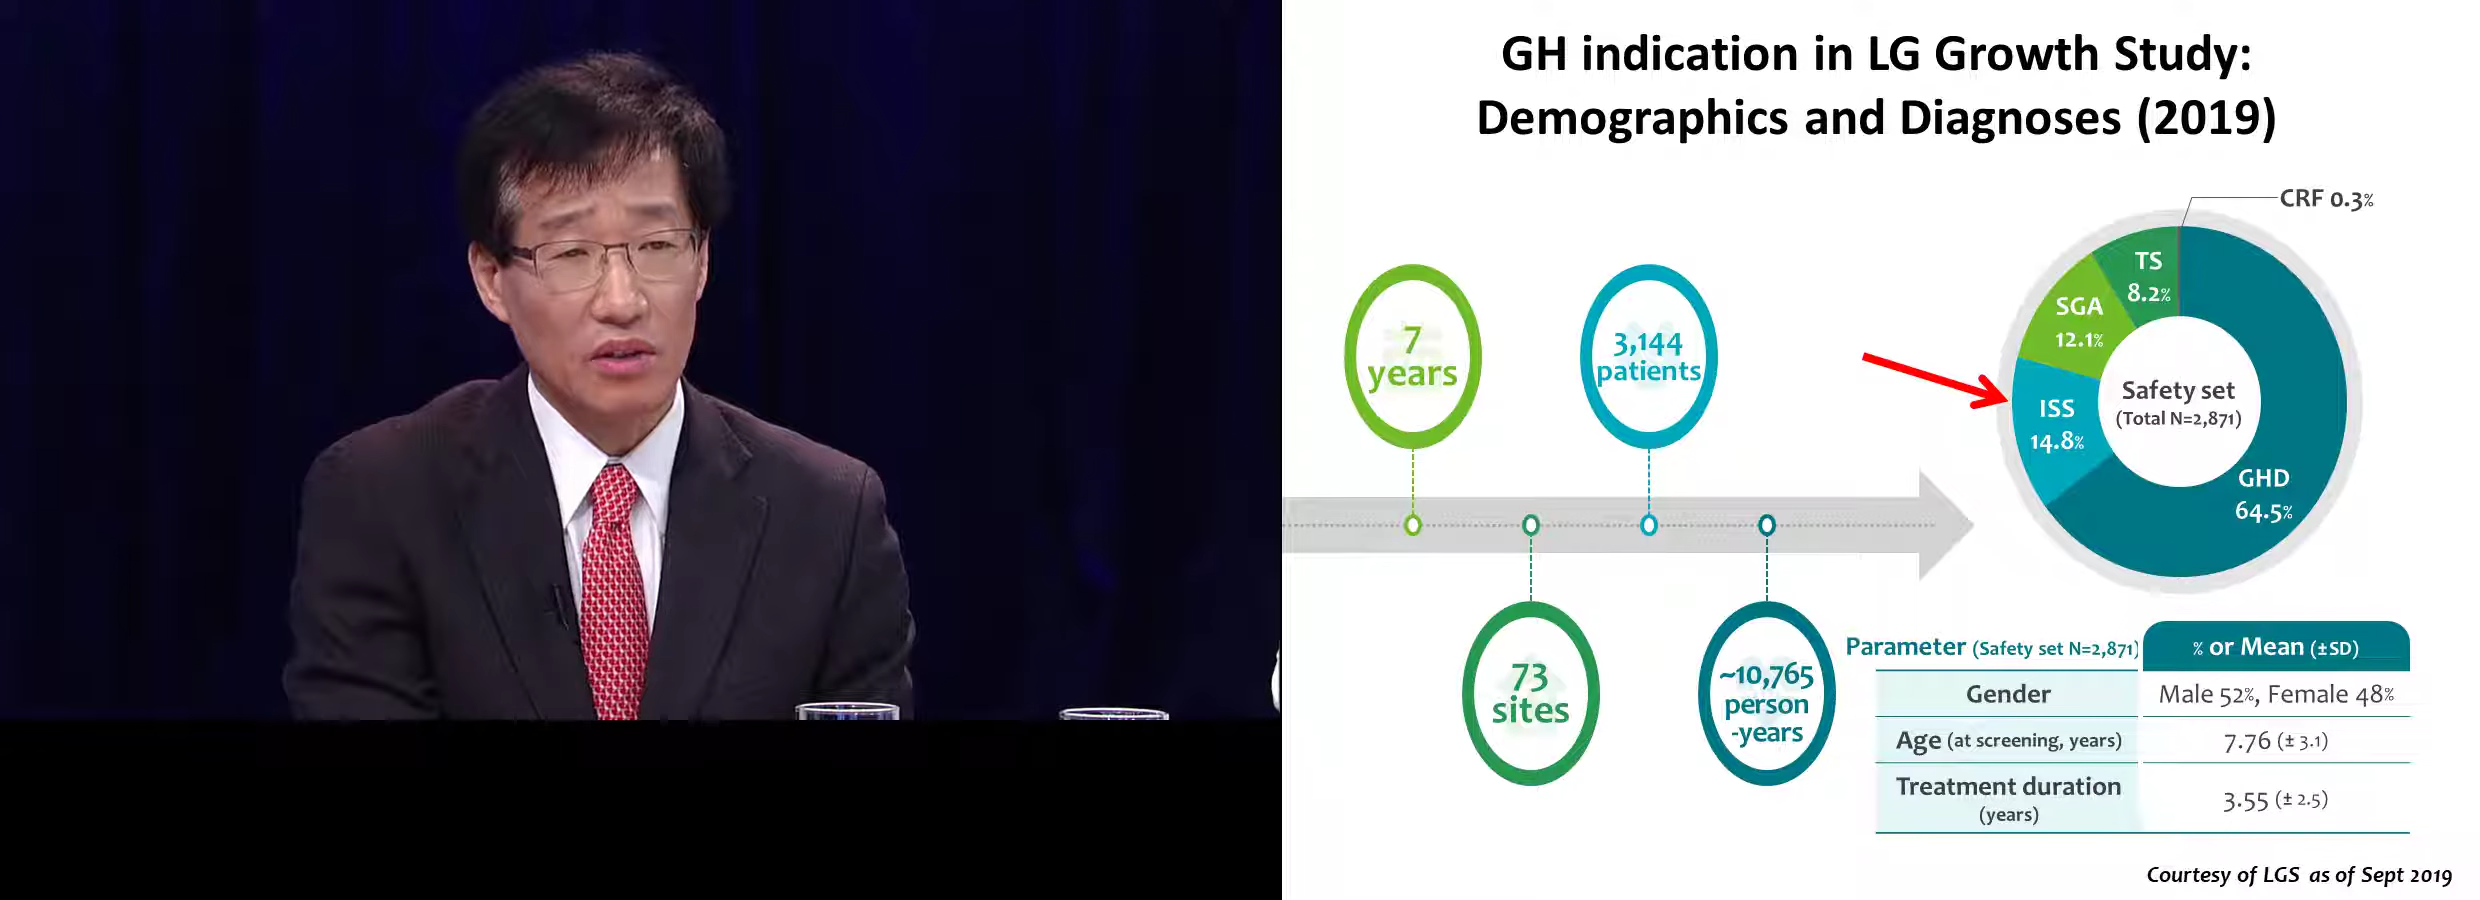 GH indication in LG Growth Study:
Demographics and Diagnoses (2019)
CRF 0.3%
TS
8.2%
SGA
12.1%
ISS
14.8%
Safety set
(Total N=2,871)
GHD
64.5%
7
years
3,144
patients
73
sites
~10,765
person
-years
Parameter (Safety set N=2,871)
% or Mean (±SD)
Gender
Male 52%, Female 48%
Age (at screening, years)
7.76 (± 3.1)
Treatment duration
(years)
3.55 (± 2.5)
Courtesy of LGS as of Sept 2019